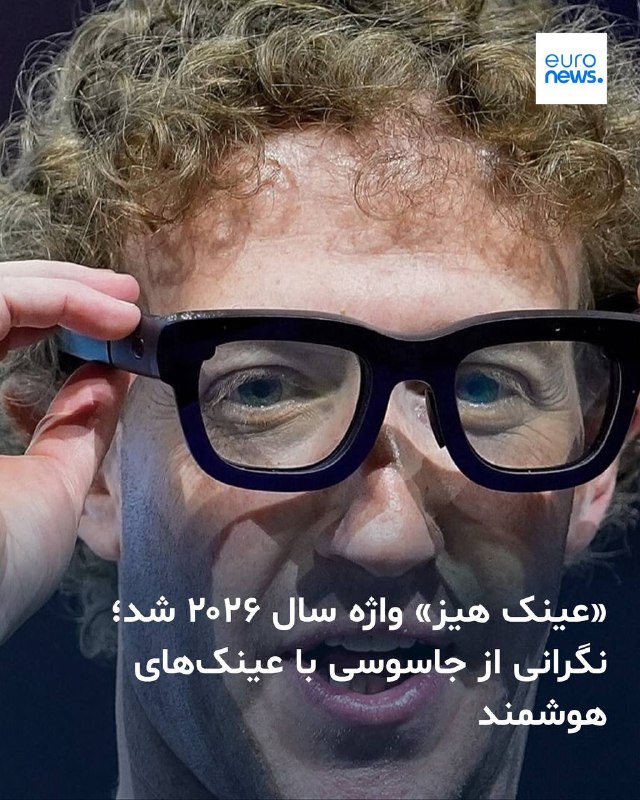 euro
news.
«عینک هیز» واژه سال ۲۰۲۶ شد؛
نگرانی از جاسوسی با عینک‌های
هوشمند